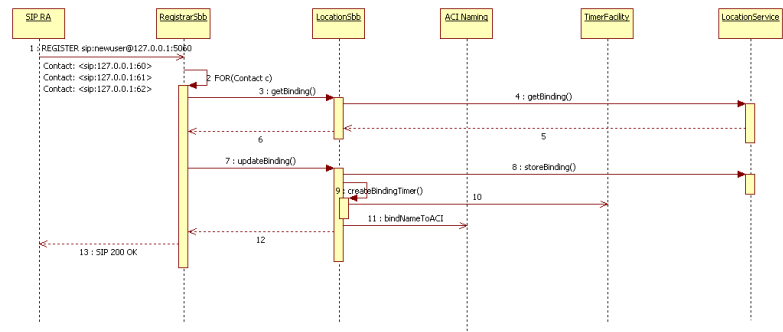 SIP RA
RegistrarSbb
LocationSbb
ACI Naming
TimerFacility
LocationService
1 : REGISTER sip:newuser@127.0.0.1:5060
Contact: <sip:127.0.0.1:60>
Contact: <sip:127.0.0.1:61>
Contact: <sip:127.0.0.1:62>
2 FOR(Contact c)
3 : getBinding()
4 : getBinding()
5
6
7 : updateBinding()
8 : storeBinding()
9 : createBindingTimer()
10
11 : bindNameToACI
12
13 : SIP 200 OK